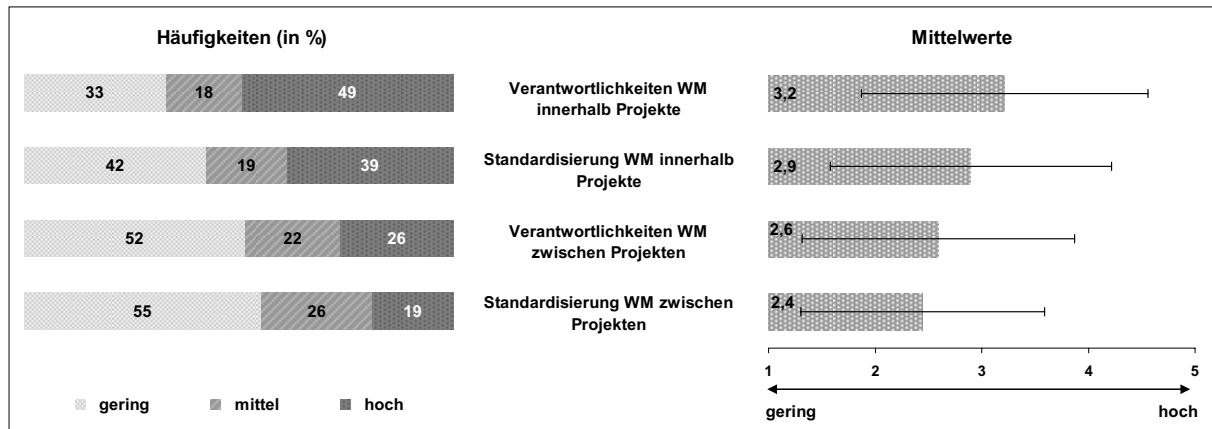 Häufigkeiten (in %)
Mittelwerte
33 18 49
Verantwortlichkeiten WM
innerhalb Projekte
3,2
42 19 39
Standardisierung WM innerhalb
Projekte
2,9
52 22 26
Verantwortlichkeiten WM
zwischen Projekten
2,6
55 26 19
Standardisierung WM zwischen
Projekten
2,4
1 2 3 4 5
gering mittel hoch
gering hoch